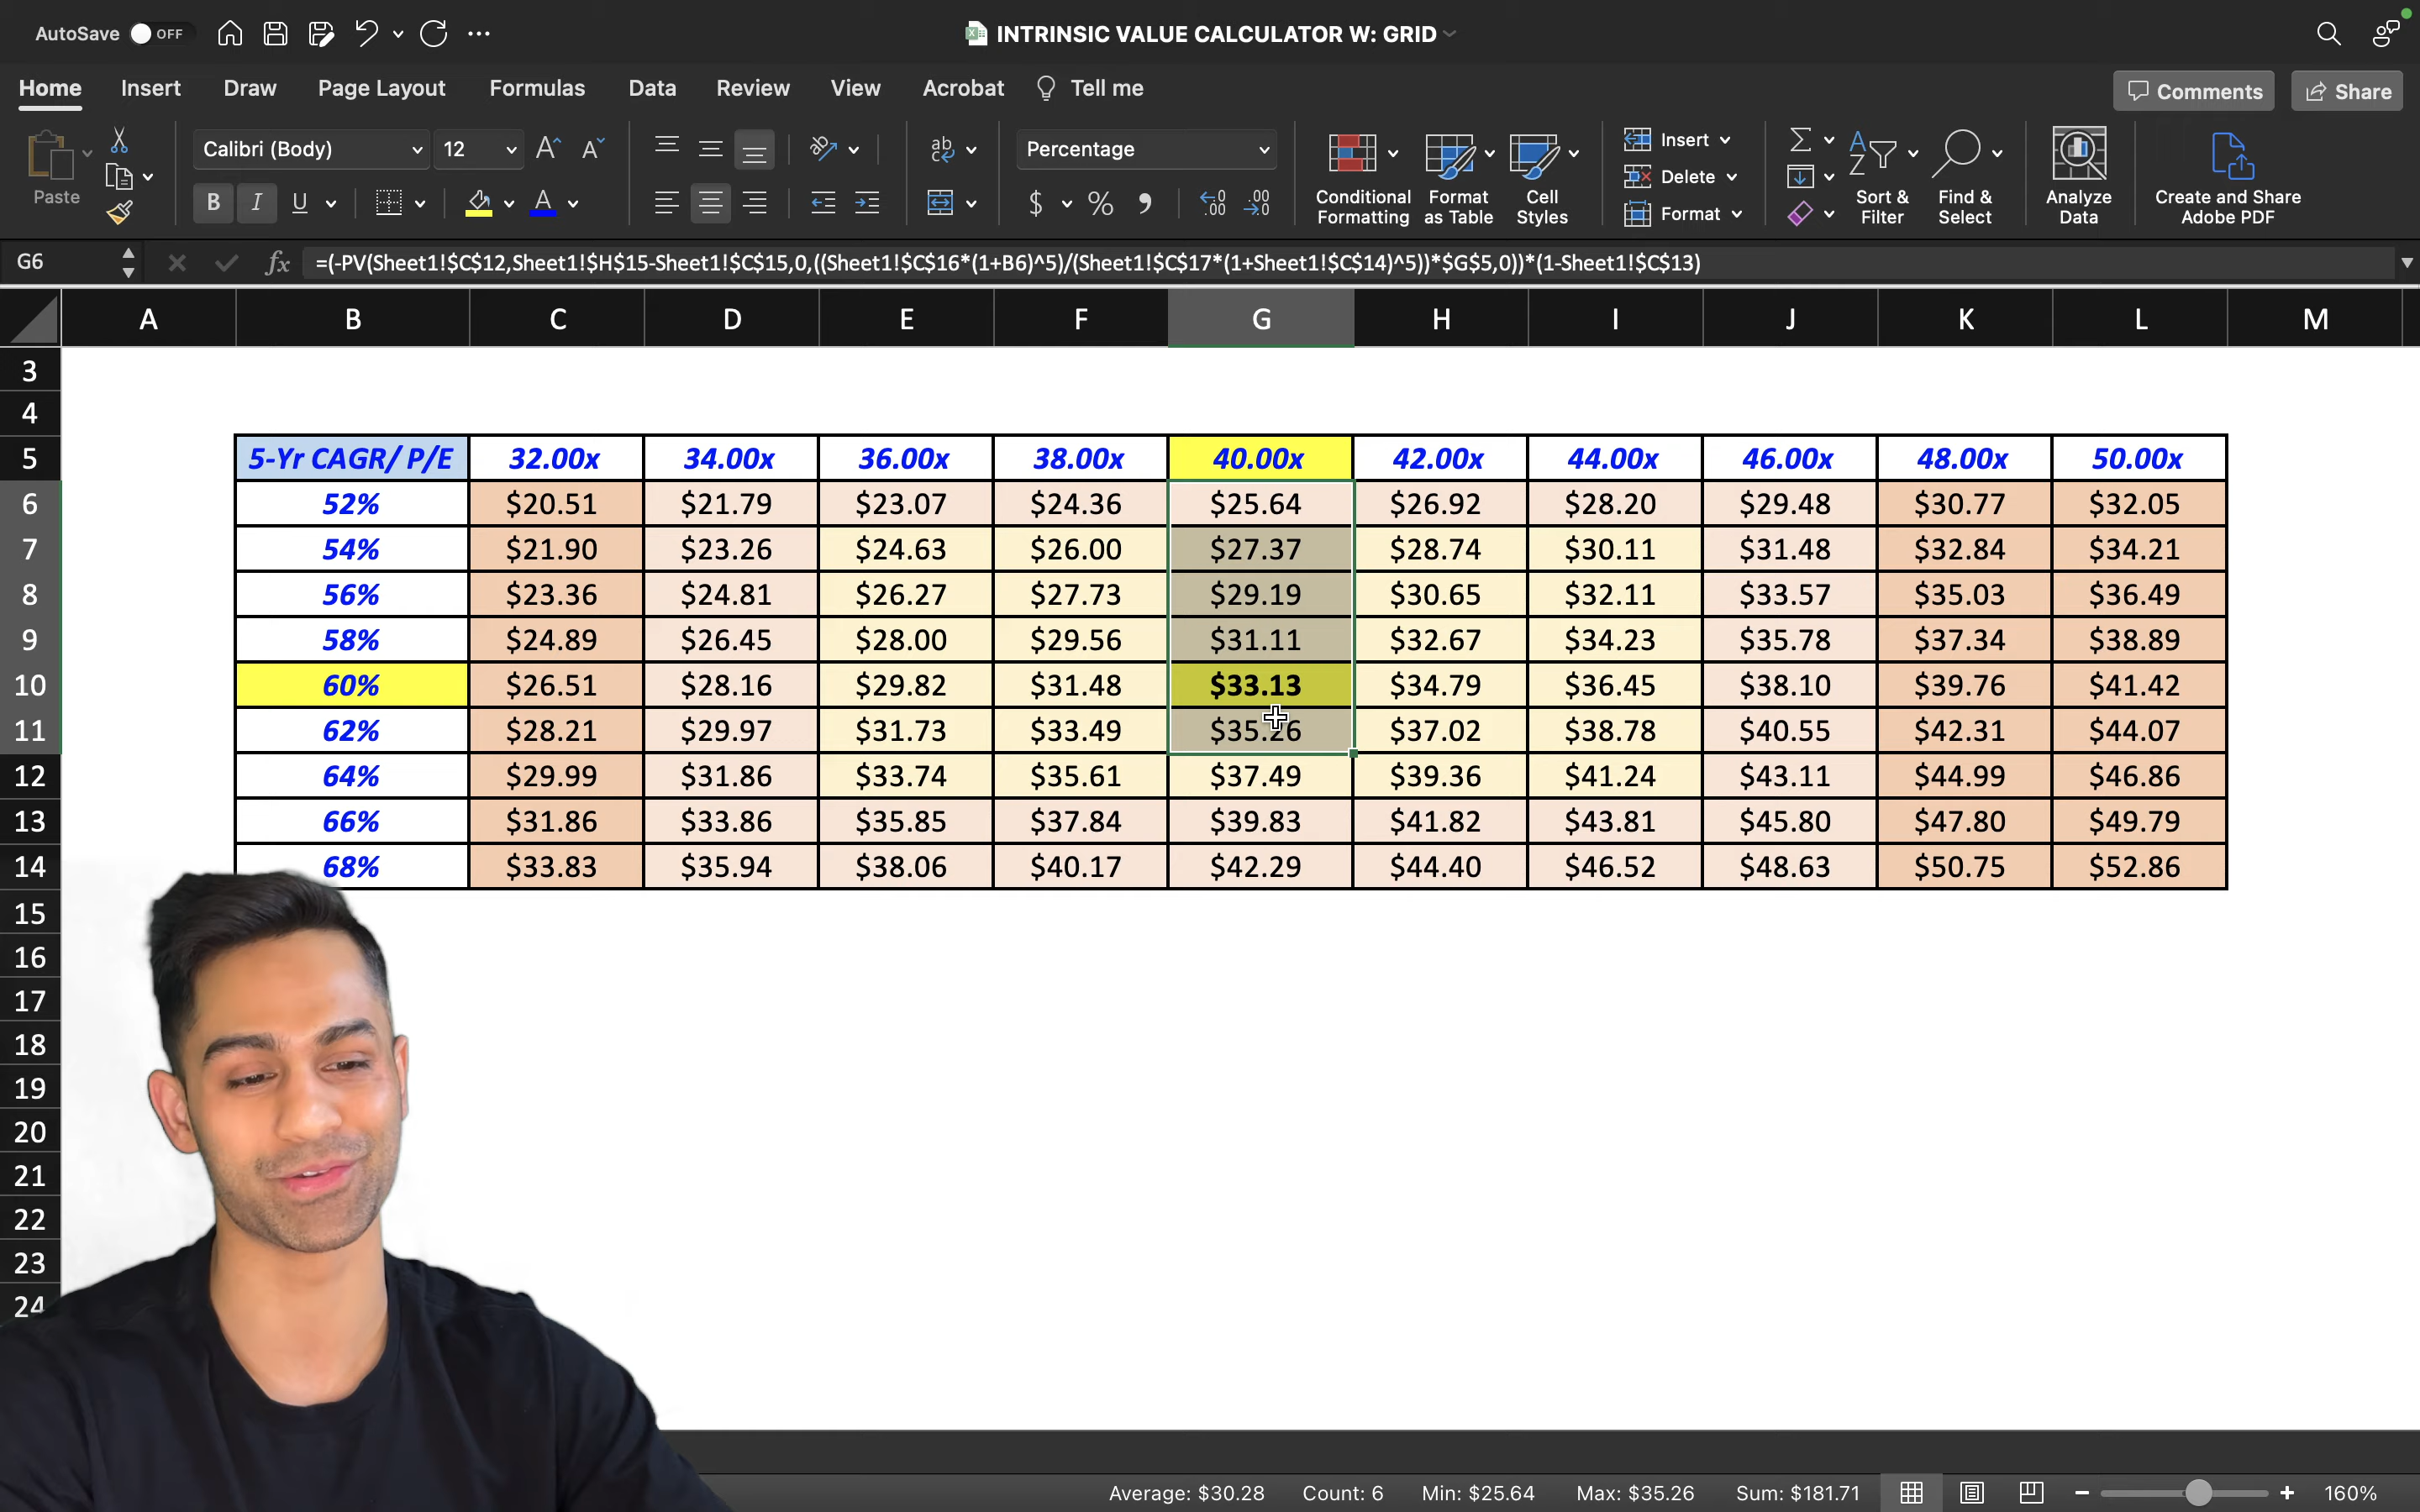 AutoSave OFF INTRINSIC VALUE CALCULATOR W: GRID
Home Insert Draw Page Layout Formulas Data Review View Acrobat Tell me Comments Share
Paste Calibri (Body) 12 A A ab Percentage Conditional Formatting Format as Table Cell Styles Insert Delete Format Sort & Filter Find & Select Analyze Data Create and Share Adobe PDF
B I U A $ % , .00 .00
G6 fx =(-PV(Sheet1!$C$12,Sheet1!$H$15-Sheet1!$C$15,0,((Sheet1!$C$16*(1+B6)^5)/(Sheet1!$C$17*(1+Sheet1!$C$14)^5))*$G$5,0))*(1-Sheet1!$C$13)
A B C D E F G H I J K L M
3
4
5 5-Yr CAGR/ P/E 32.00x 34.00x 36.00x 38.00x 40.00x 42.00x 44.00x 46.00x 48.00x 50.00x
6 52% $20.51 $21.79 $23.07 $24.36 $25.64 $26.92 $28.20 $29.48 $30.77 $32.05
7 54% $21.90 $23.26 $24.63 $26.00 $27.37 $28.74 $30.11 $31.48 $32.84 $34.21
8 56% $23.36 $24.81 $26.27 $27.73 $29.19 $30.65 $32.11 $33.57 $35.03 $36.49
9 58% $24.89 $26.45 $28.00 $29.56 $31.11 $32.67 $34.23 $35.78 $37.34 $38.89
10 60% $26.51 $28.16 $29.82 $31.48 $33.13 $34.79 $36.45 $38.10 $39.76 $41.42
11 62% $28.21 $29.97 $31.73 $33.49 $35.26 $37.02 $38.78 $40.55 $42.31 $44.07
12 64% $29.99 $31.86 $33.74 $35.61 $37.49 $39.36 $41.24 $43.11 $44.99 $46.86
13 66% $31.86 $33.86 $35.85 $37.84 $39.83 $41.82 $43.81 $45.80 $47.80 $49.79
14 68% $33.83 $35.94 $38.06 $40.17 $42.29 $44.40 $46.52 $48.63 $50.75 $52.86
15
16
17
18
19
20
21
22
23
24
Average: $30.28 Count: 6 Min: $25.64 Max: $35.26 Sum: $181.71 160%